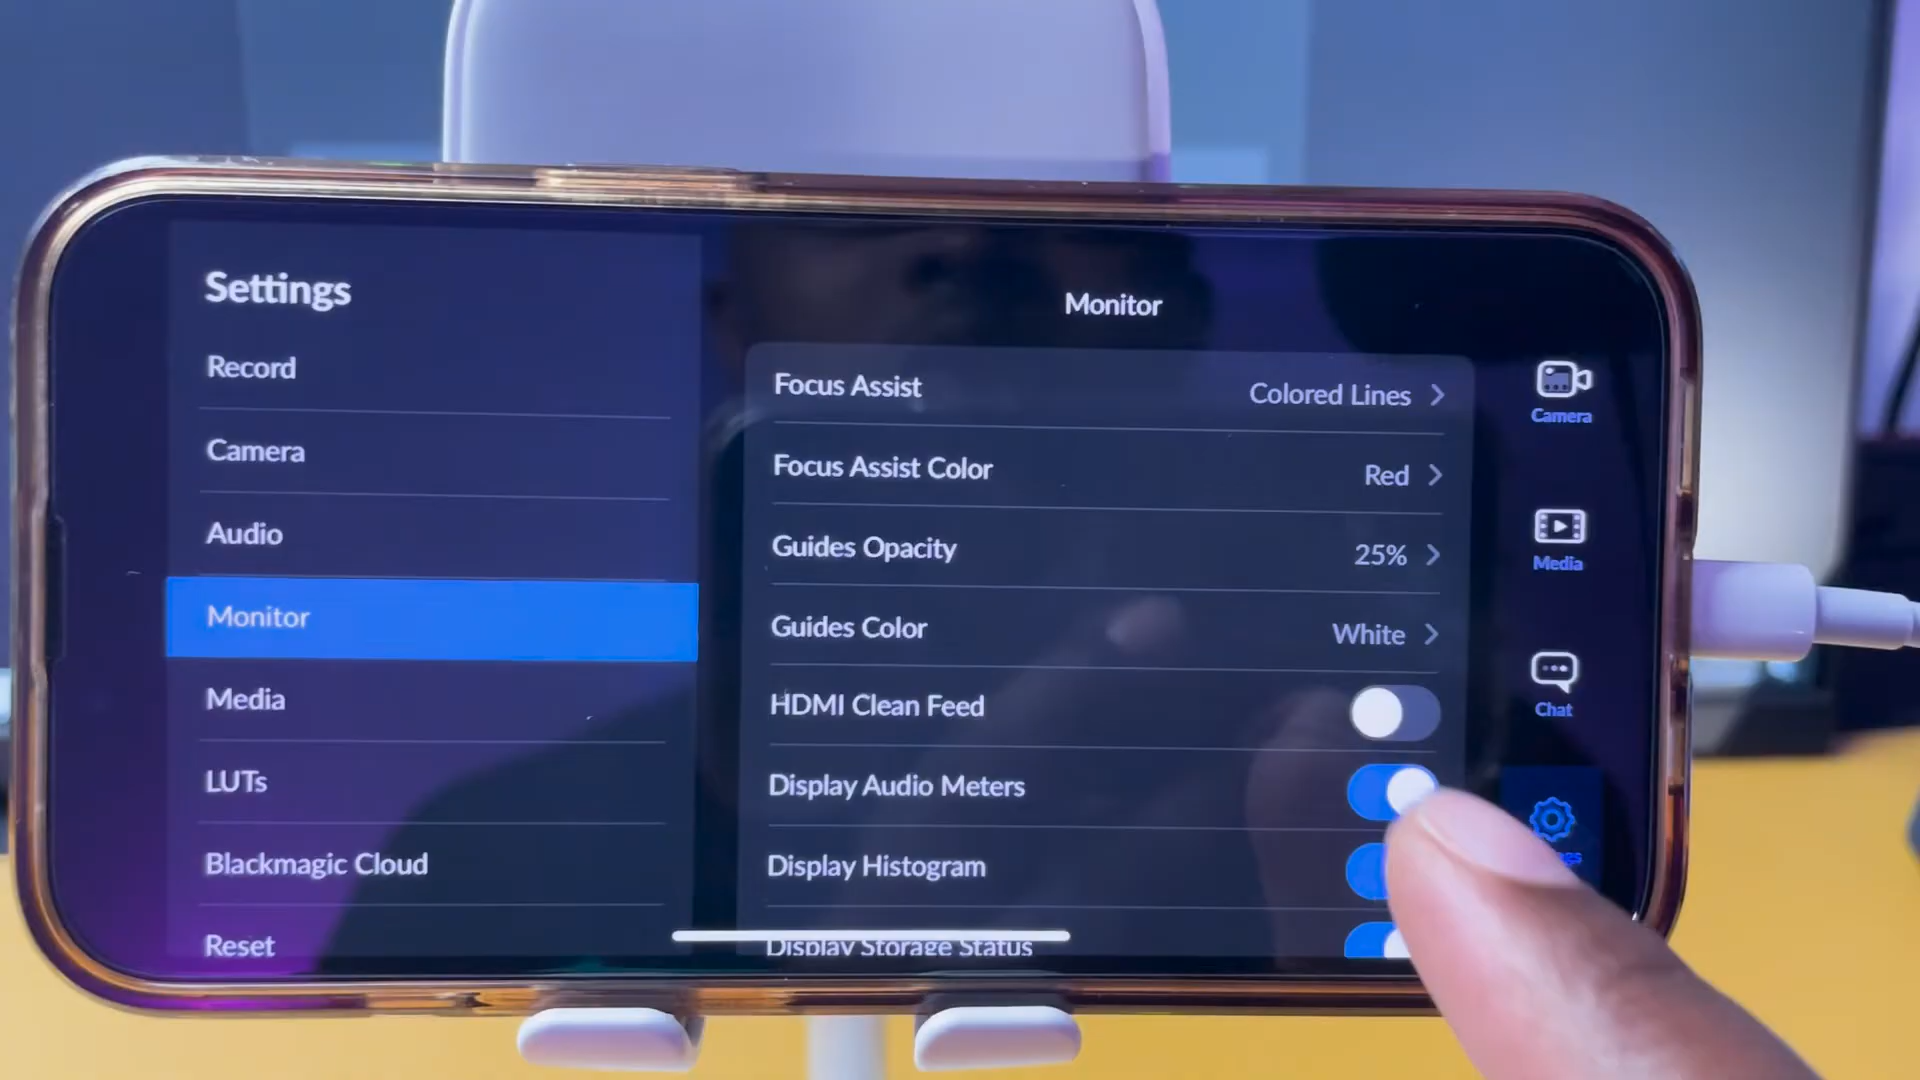 Settings
Record
Camera
Audio
Monitor
Media
LUTs
Blackmagic Cloud
Reset
Monitor
Focus Assist Colored Lines
Focus Assist Color Red
Guides Opacity 25%
Guides Color White
HDMI Clean Feed
Display Audio Meters
Display Histogram
Display Storage Status
Camera
Media
Chat